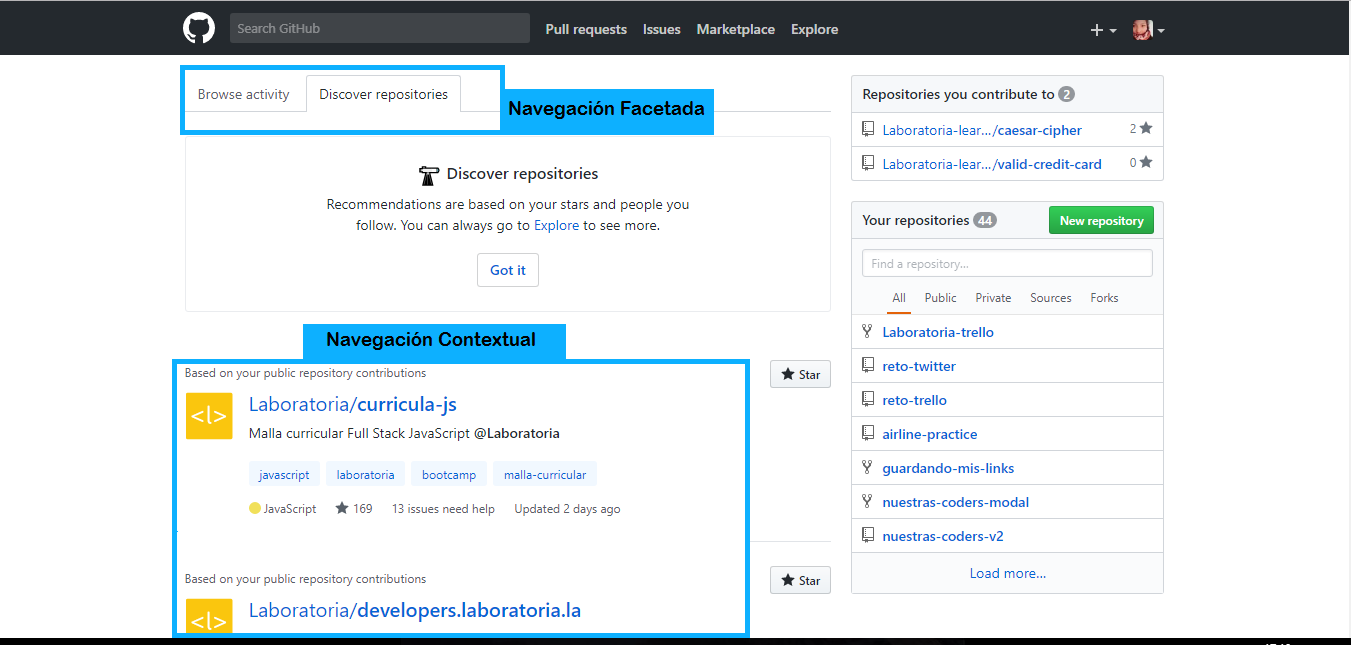 Search GitHub
Pull requests Issues Marketplace Explore
Browse activity Discover repositories
Navegación Facetada
Discover repositories
Recommendations are based on your stars and people you
follow. You can always go to Explore to see more.
Got it
Navegación Contextual
Based on your public repository contributions
Star
<|>
Laboratoria/curricula-js
Malla curricular Full Stack JavaScript @Laboratoria
javascript laboratoria bootcamp malla-curricular
JavaScript 169 13 issues need help Updated 2 days ago
Based on your public repository contributions
Star
<|>
Laboratoria/developers.laboratoria.la
Repositories you contribute to 2
Laboratoria-lear.../caesar-cipher 2
Laboratoria-lear.../valid-credit-card 0
Your repositories 44 New repository
Find a repository...
All Public Private Sources Forks
Laboratoria-trello
reto-twitter
reto-trello
airline-practice
guardando-mis-links
nuestras-coders-modal
nuestras-coders-v2
Load more...